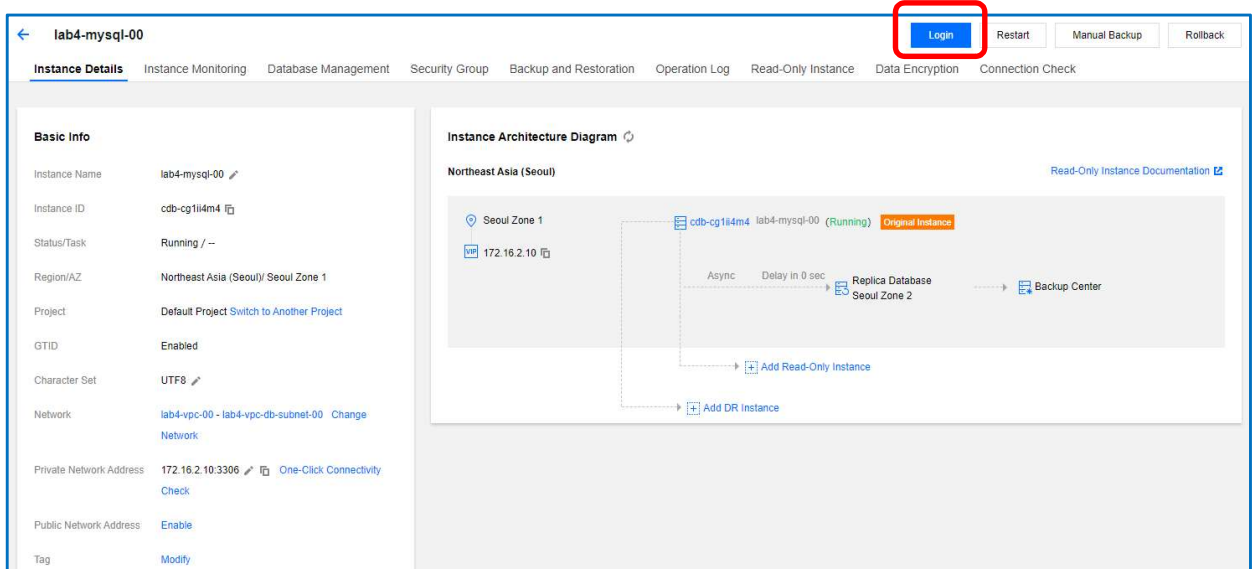 lab4-mysql-00
Login
Restart
Manual Backup
Rollback
Instance Details
Instance Monitoring
Database Management
Security Group
Backup and Restoration
Operation Log
Read-Only Instance
Data Encryption
Connection Check
Basic Info
Instance Name lab4-mysql-00
Instance ID cdb-cg1ii4m4
Status/Task Running / --
Region/AZ Northeast Asia (Seoul)/ Seoul Zone 1
Project Default Project Switch to Another Project
GTID Enabled
Character Set UTF8
Network lab4-vpc-00 - lab4-vpc-db-subnet-00 Change
Network
Private Network Address 172.16.2.10:3306 One-Click Connectivity
Check
Public Network Address Enable
Tag Modify
Instance Architecture Diagram
Northeast Asia (Seoul)
Read-Only Instance Documentation
Seoul Zone 1
VIP 172.16.2.10
cdb-cg1ii4m4 lab4-mysql-00 (Running) Original Instance
Async Delay in 0 sec
Replica Database
Seoul Zone 2
Backup Center
Add Read-Only Instance
Add DR Instance